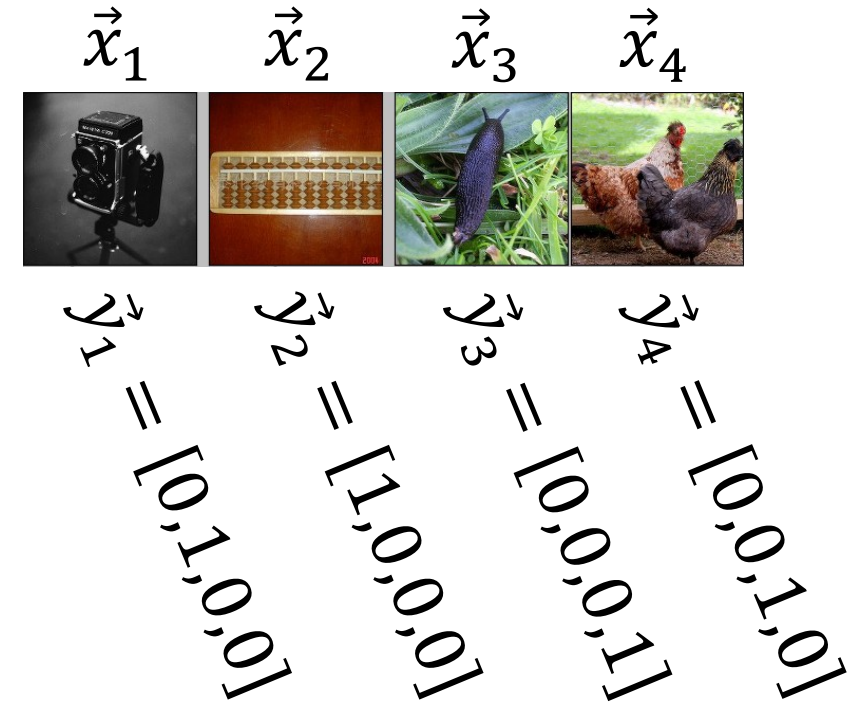 x⃗₁ x⃗₂ x⃗₃ x⃗₄
2004
y⃗₁ = [0,1,0,0]
y⃗₂ = [1,0,0,0]
y⃗₃ = [0,0,0,1]
y⃗₄ = [0,0,1,0]